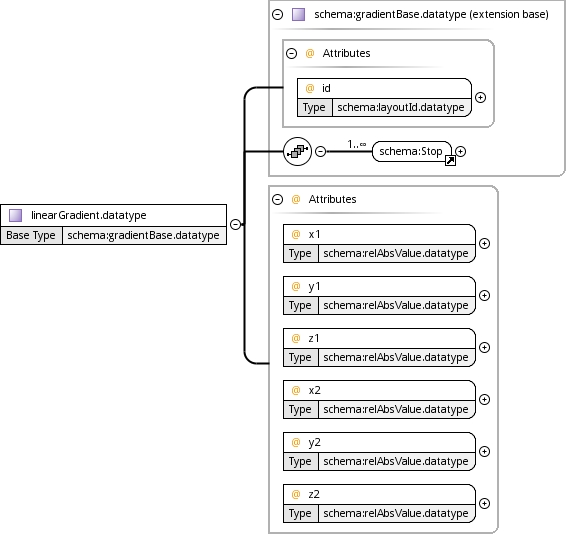 schema:gradientBase.datatype (extension base)
@ Attributes
@ id
Type schema:layoutId.datatype
1..∞
schema:Stop
linearGradient.datatype
Base Type schema:gradientBase.datatype
@ Attributes
@ x1
Type schema:relAbsValue.datatype
@ y1
Type schema:relAbsValue.datatype
@ z1
Type schema:relAbsValue.datatype
@ x2
Type schema:relAbsValue.datatype
@ y2
Type schema:relAbsValue.datatype
@ z2
Type schema:relAbsValue.datatype